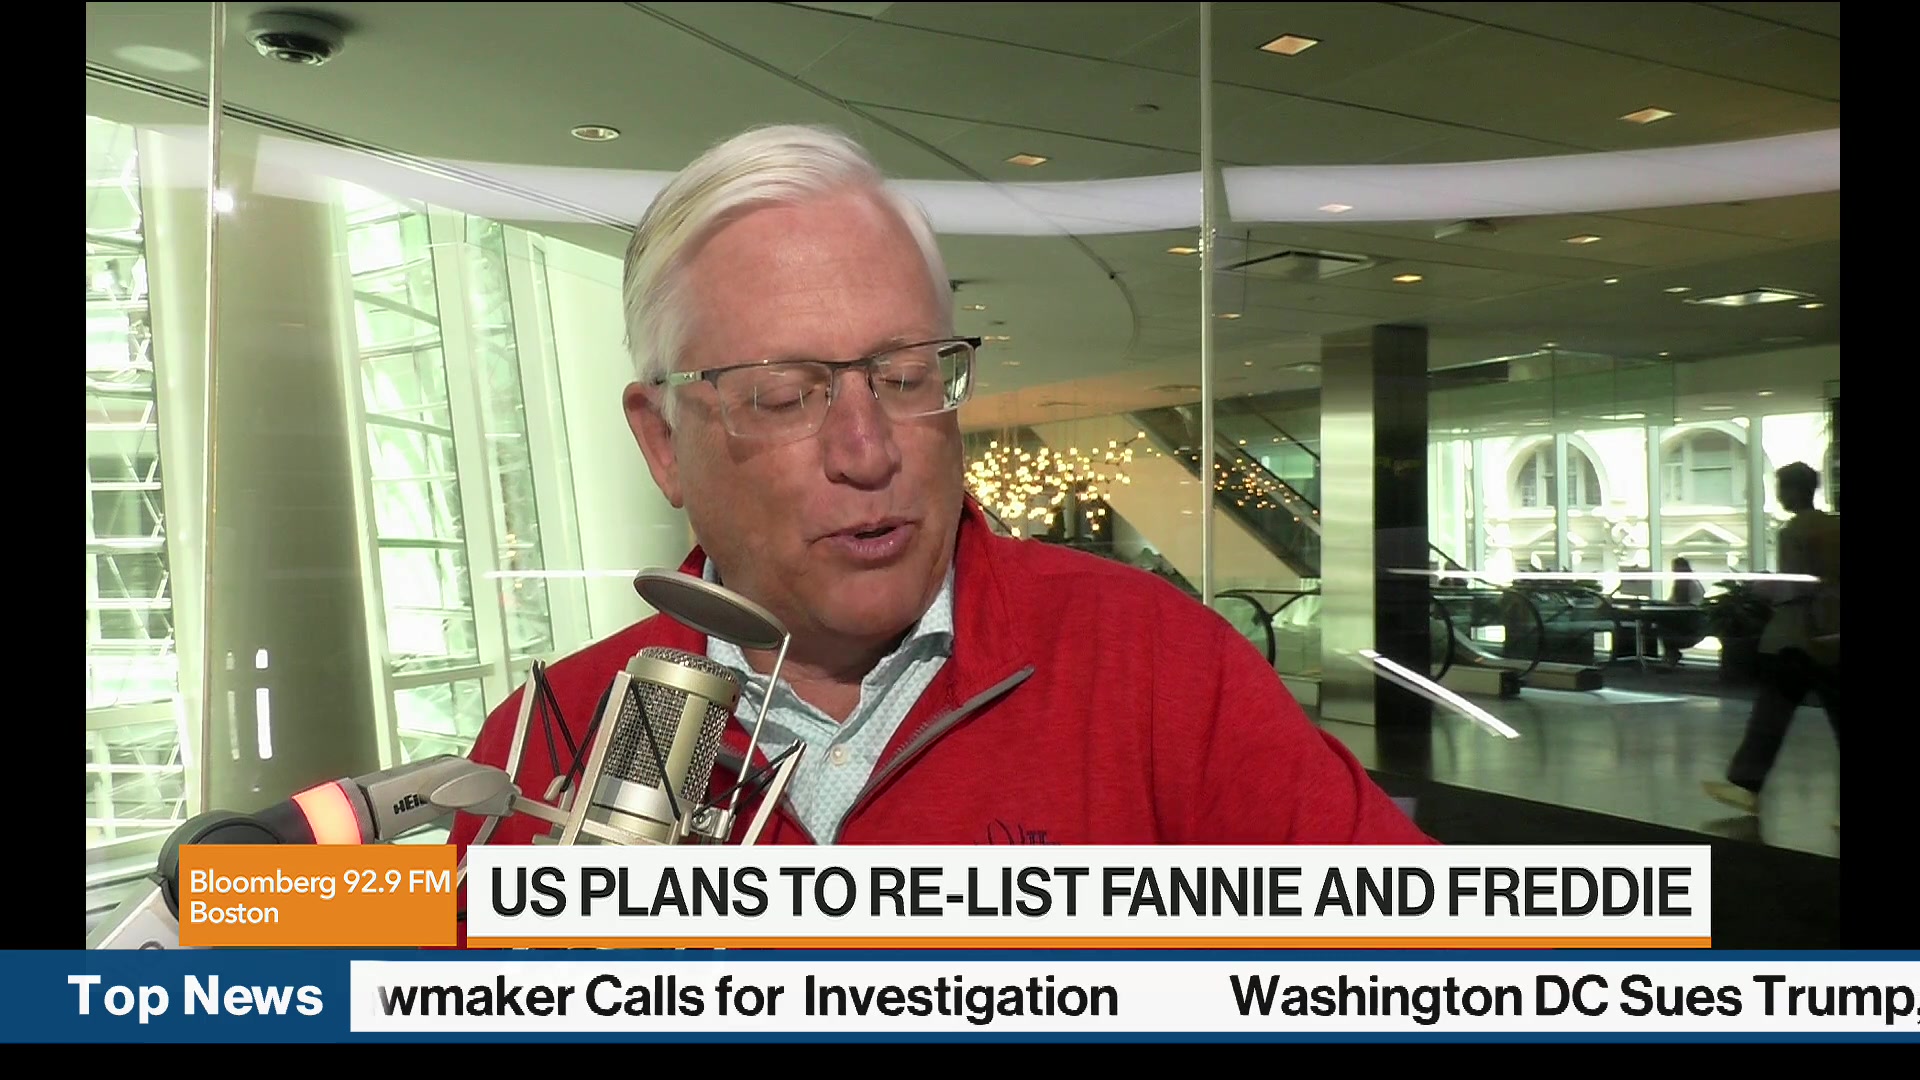 Bloomberg 92.9 FM
Boston
US PLANS TO RE-LIST FANNIE AND FREDDIE
Top News
wmaker Calls for Investigation
Washington DC Sues Trump,